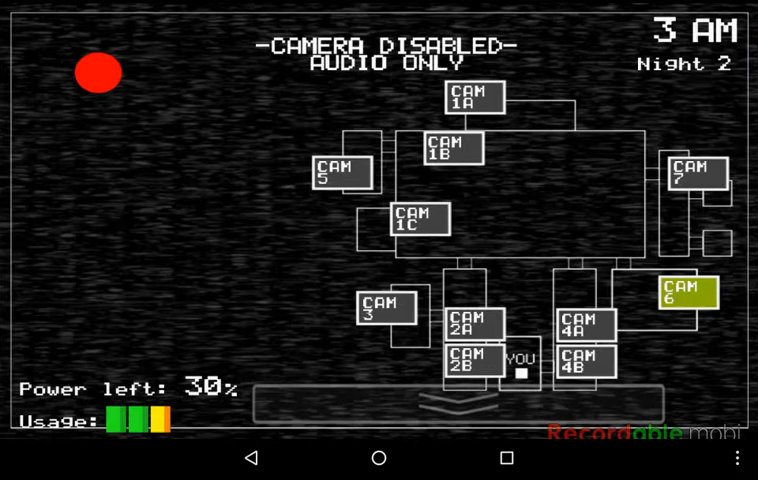 3 AM
-CAMERA DISABLED-
AUDIO ONLY
Night 2
CAM
1A
CAM
1B
CAM
5
CAM
7
CAM
1C
CAM
6
CAM
3
CAM
2A
CAM
4A
CAM
2B
YOU
CAM
4B
Power left: 30%
Usage:
Recordable.mobi